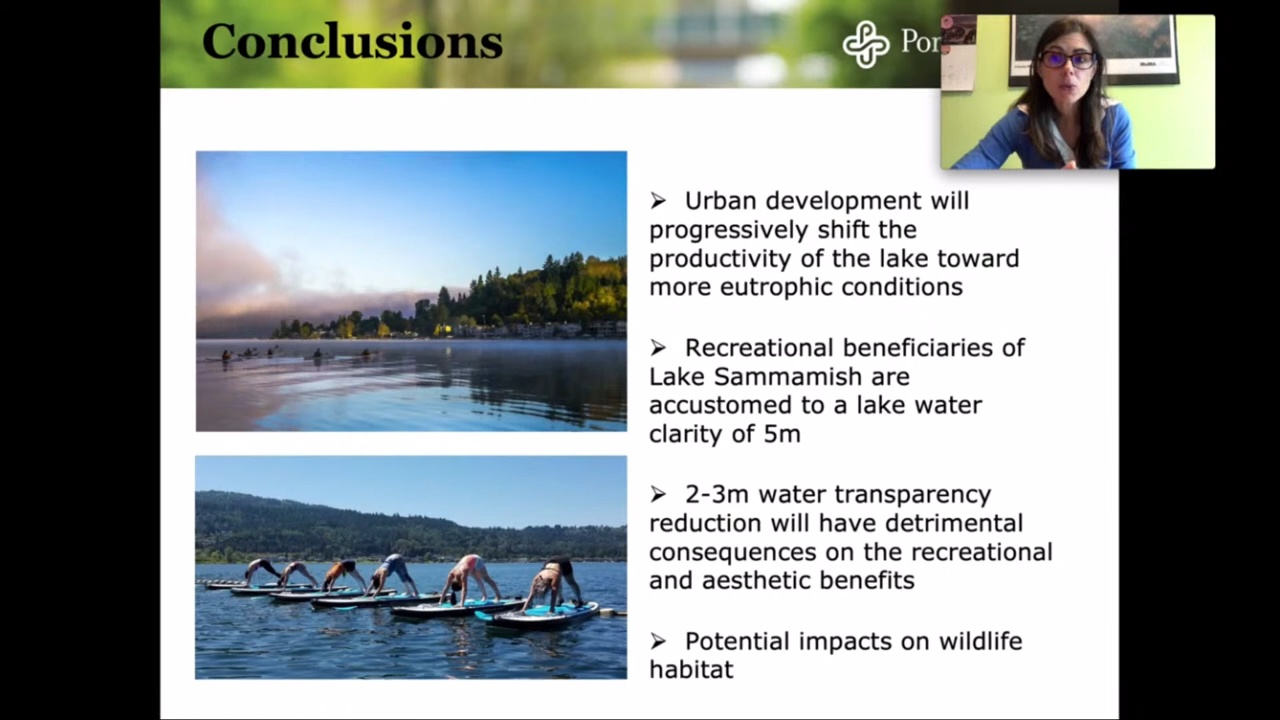 Conclusions
Por
➢ Urban development will
progressively shift the
productivity of the lake toward
more eutrophic conditions
➢ Recreational beneficiaries of
Lake Sammamish are
accustomed to a lake water
clarity of 5m
➢ 2-3m water transparency
reduction will have detrimental
consequences on the recreational
and aesthetic benefits
➢ Potential impacts on wildlife
habitat